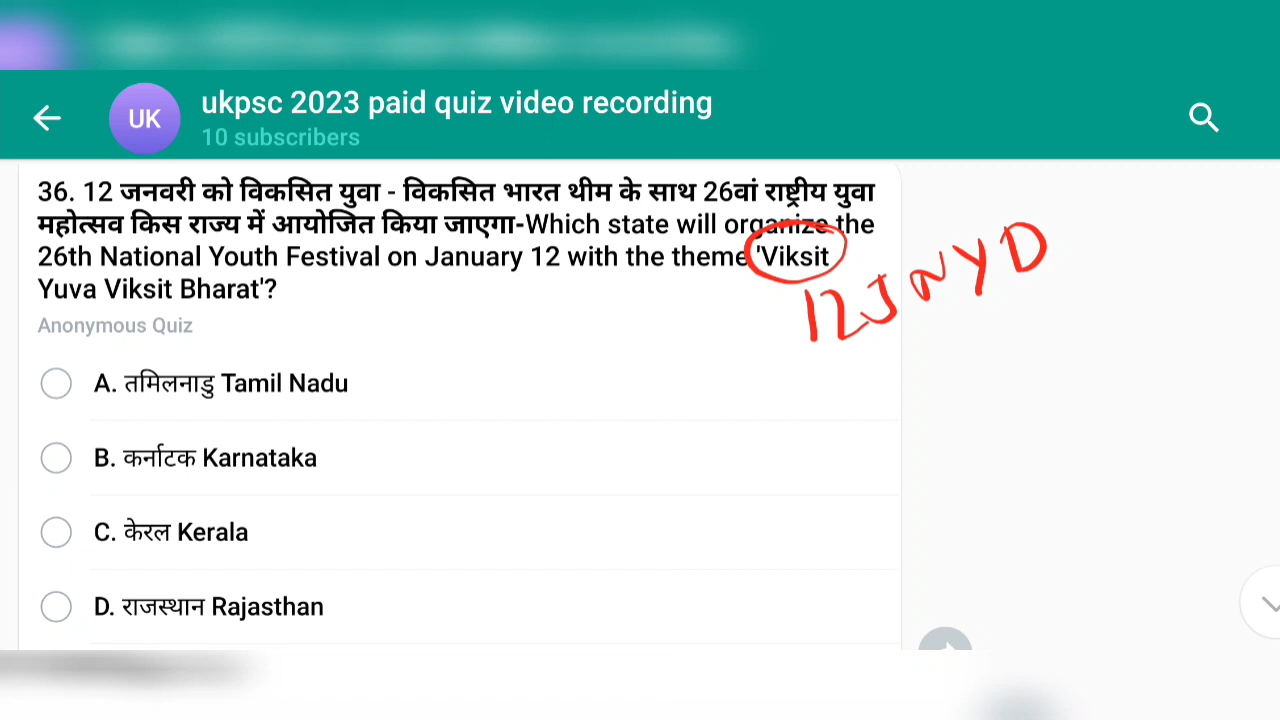 UK
ukpsc 2023 paid quiz video recording
10 subscribers
36. 12 जनवरी को विकसित युवा - विकसित भारत थीम के साथ 26वां राष्ट्रीय युवा
महोत्सव किस राज्य में आयोजित किया जाएगा-Which state will organize the
26th National Youth Festival on January 12 with the theme 'Viksit
Yuva Viksit Bharat'?
12 J N Y D
Anonymous Quiz
A. तमिलनाडु Tamil Nadu
B. कर्नाटक Karnataka
C. केरल Kerala
D. राजस्थान Rajasthan